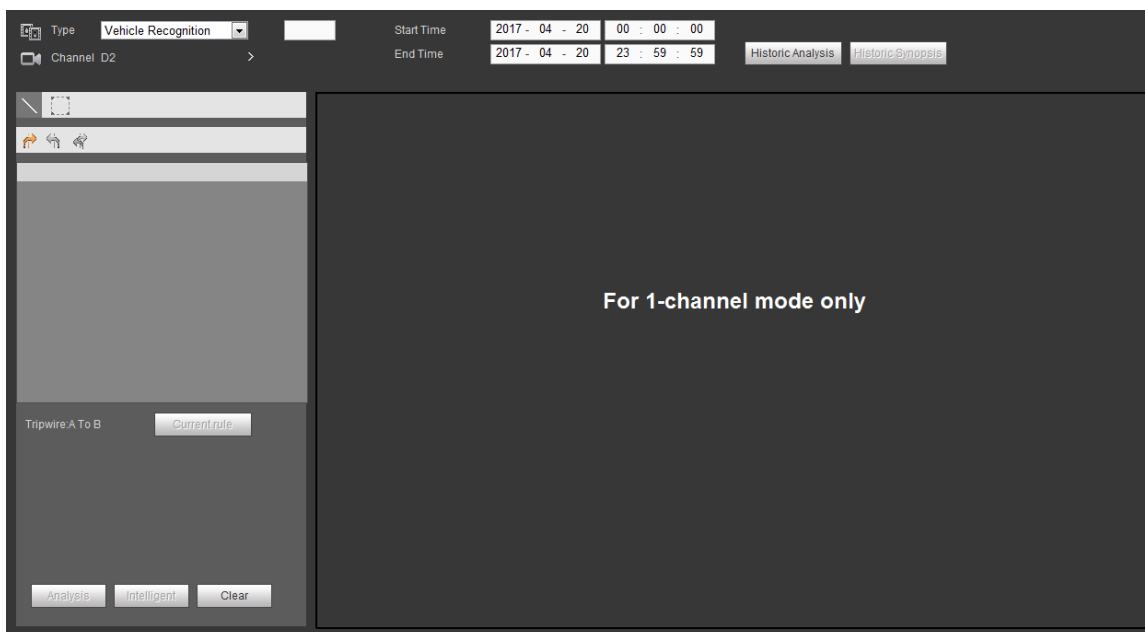 Type Vehicle Recognition Start Time 2017 - 04 - 20 00 : 00 : 00
Channel D2 > End Time 2017 - 04 - 20 23 : 59 : 59 Historic Analysis Historic Synopsis
For 1-channel mode only
Tripwire:A To B Current rule
Analysis Intelligent Clear